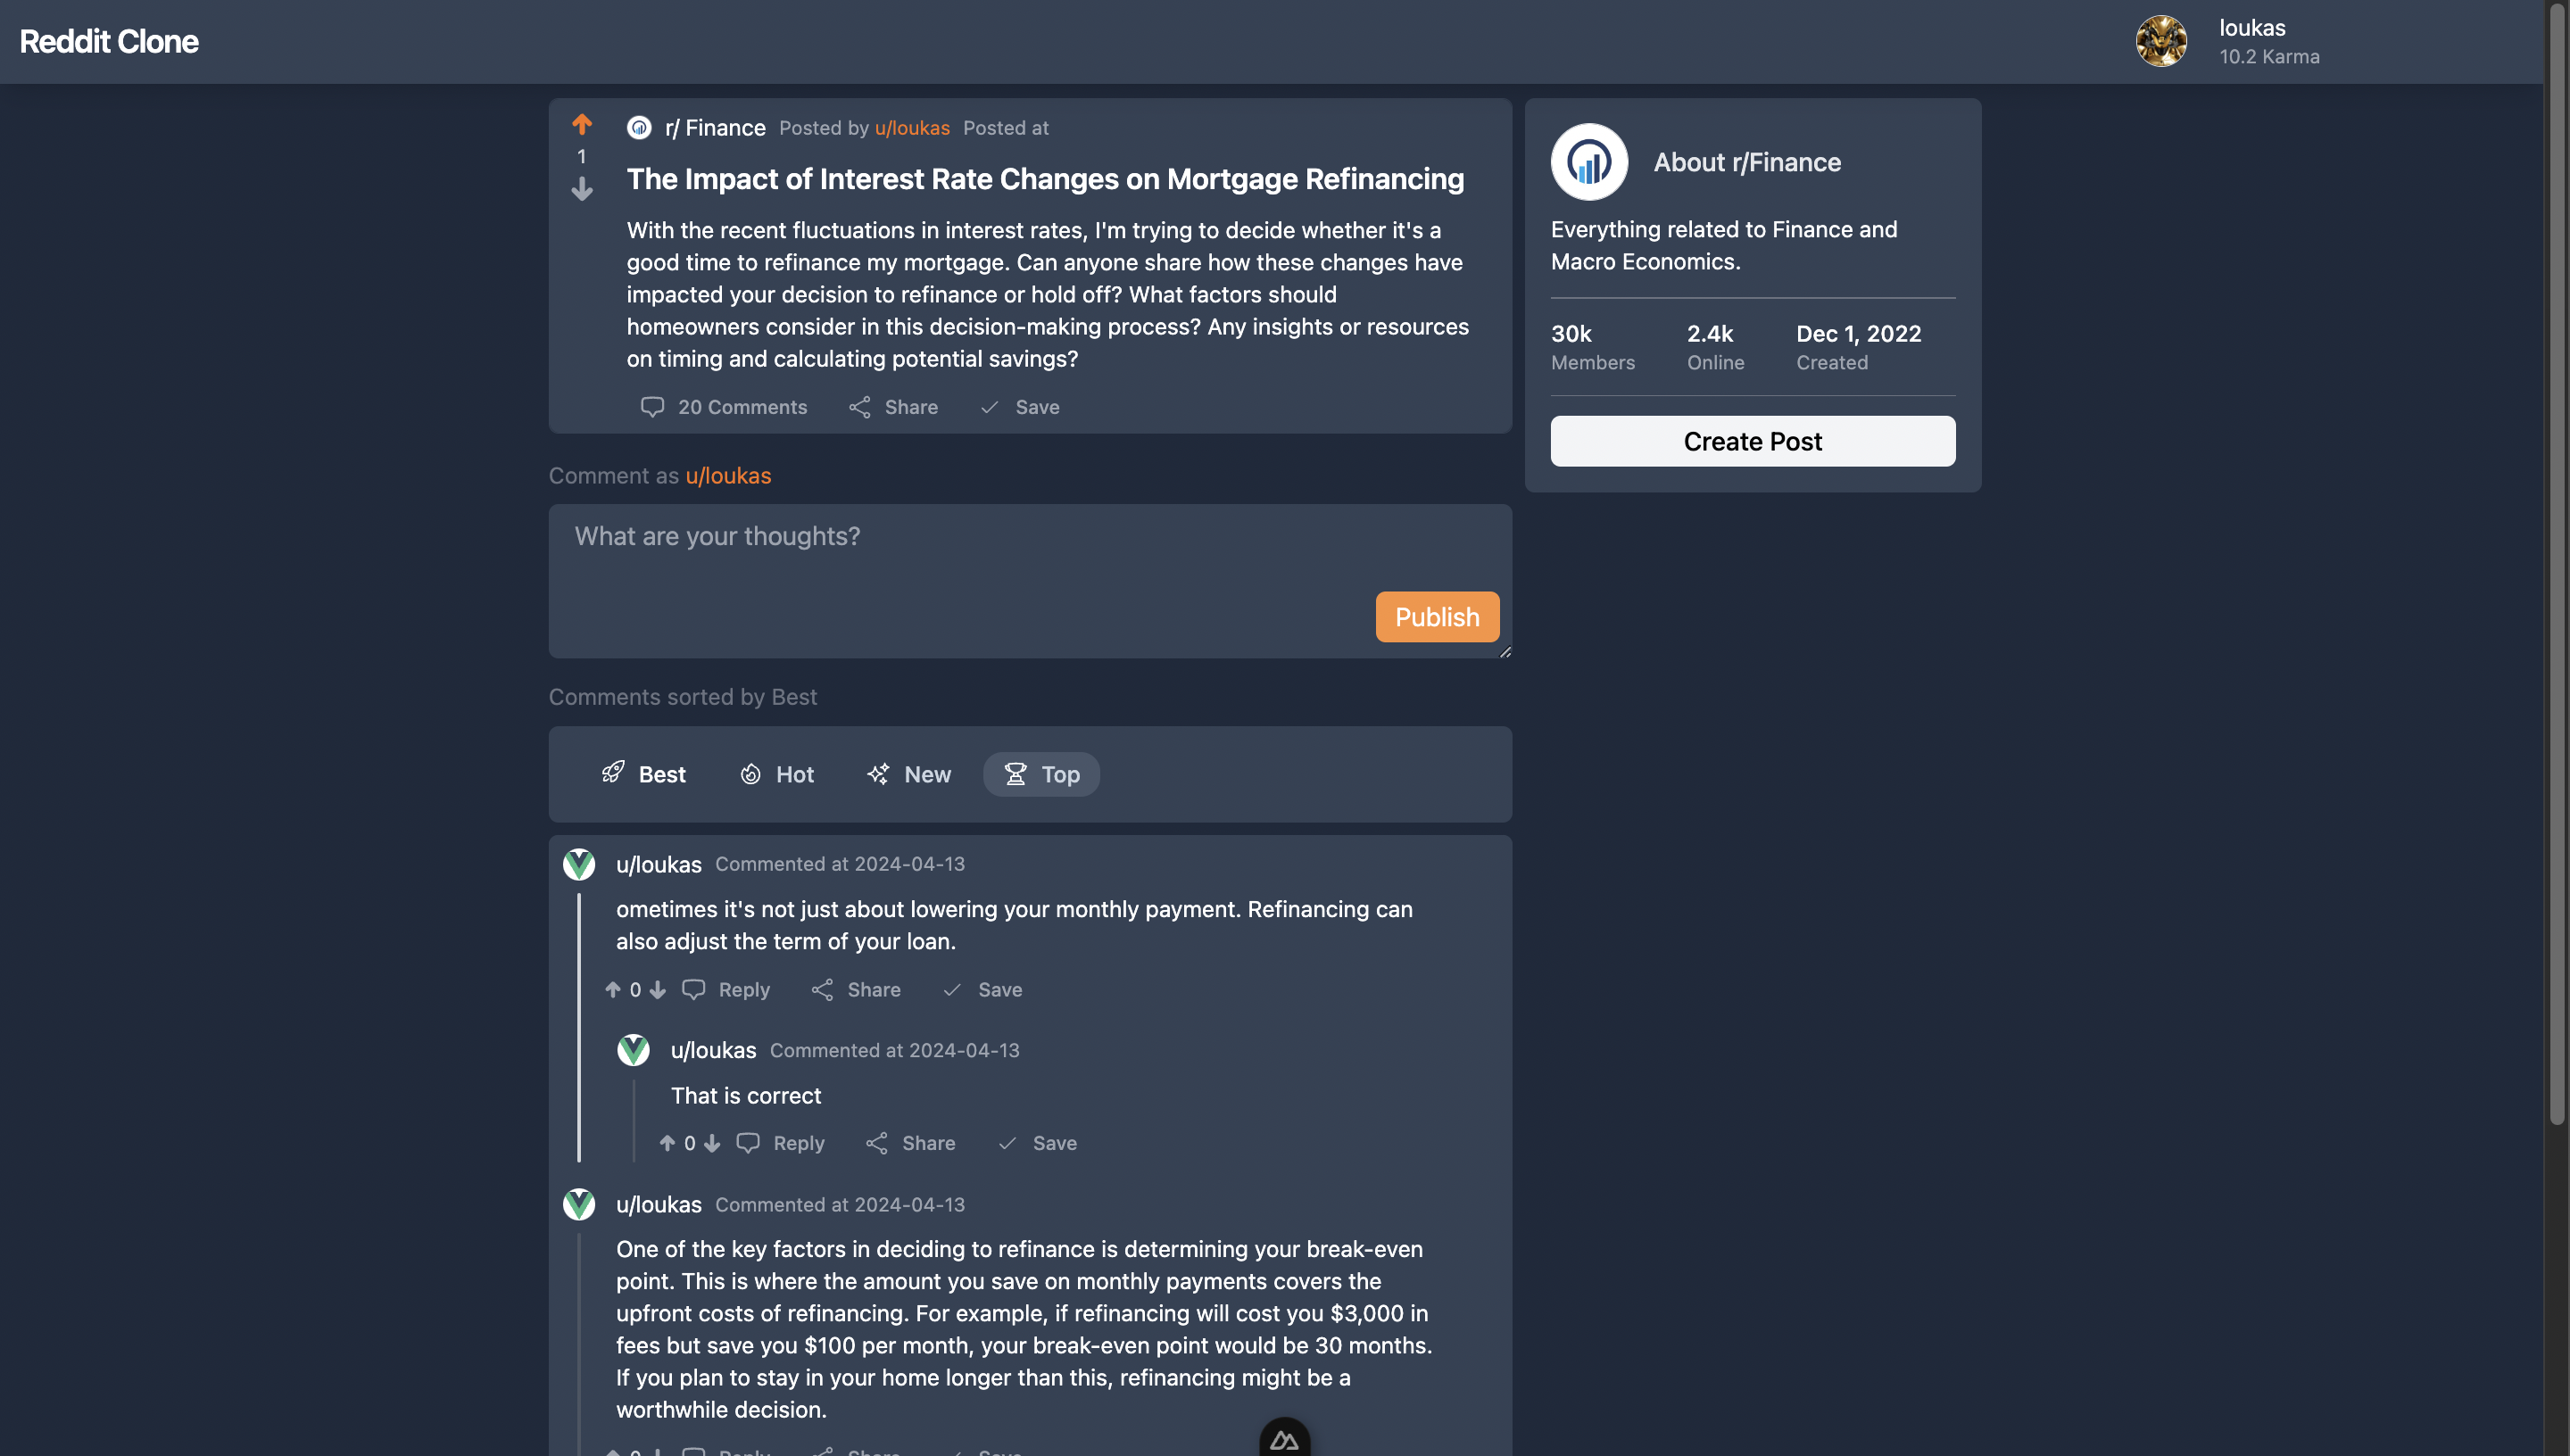 Reddit Clone
loukas
10.2 Karma
r/ Finance Posted by u/loukas Posted at
1
The Impact of Interest Rate Changes on Mortgage Refinancing
With the recent fluctuations in interest rates, I'm trying to decide whether it's a
good time to refinance my mortgage. Can anyone share how these changes have
impacted your decision to refinance or hold off? What factors should
homeowners consider in this decision-making process? Any insights or resources
on timing and calculating potential savings?
20 Comments Share Save
About r/Finance
Everything related to Finance and
Macro Economics.
30k 2.4k Dec 1, 2022
Members Online Created
Create Post
Comment as u/loukas
What are your thoughts?
Publish
Comments sorted by Best
Best Hot New Top
u/loukas Commented at 2024-04-13
ometimes it's not just about lowering your monthly payment. Refinancing can
also adjust the term of your loan.
0 Reply Share Save
u/loukas Commented at 2024-04-13
That is correct
0 Reply Share Save
u/loukas Commented at 2024-04-13
One of the key factors in deciding to refinance is determining your break-even
point. This is where the amount you save on monthly payments covers the
upfront costs of refinancing. For example, if refinancing will cost you $3,000 in
fees but save you $100 per month, your break-even point would be 30 months.
If you plan to stay in your home longer than this, refinancing might be a
worthwhile decision.
0 Reply Share Save